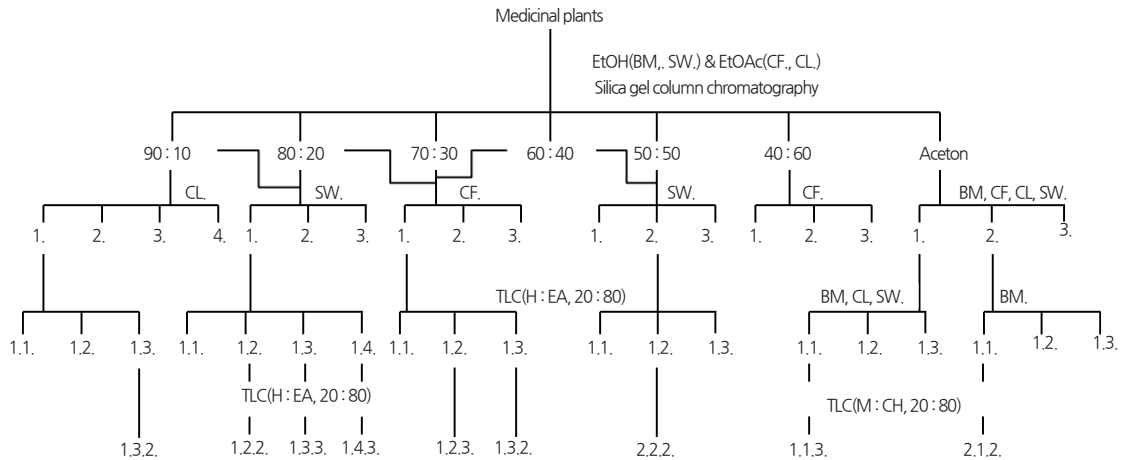 Medicinal plants
EtOH(BM,. SW.) & EtOAc(CF., CL.)
Silica gel column chromatography
90 : 10 80 : 20 70 : 30 60 : 40 50 : 50 40 : 60 Aceton
CL. SW. CF. SW. CF. BM, CF, CL, SW.
1. 2. 3. 4. 1. 2. 3. 1. 2. 3. 1. 2. 3. 1. 2. 3. 1. 2. 3.
TLC(H : EA, 20 : 80) BM, CL, SW. BM.
1.1. 1.2. 1.3. 1.1. 1.2. 1.3. 1.4. 1.1. 1.2. 1.3. 1.1. 1.2. 1.3. 1.1. 1.2. 1.3. 1.1. 1.2. 1.3.
TLC(H : EA, 20 : 80) TLC(M : CH, 20 : 80)
1.3.2. 1.2.2. 1.3.3. 1.4.3. 1.2.3. 1.3.2. 2.2.2. 1.1.3. 2.1.2.